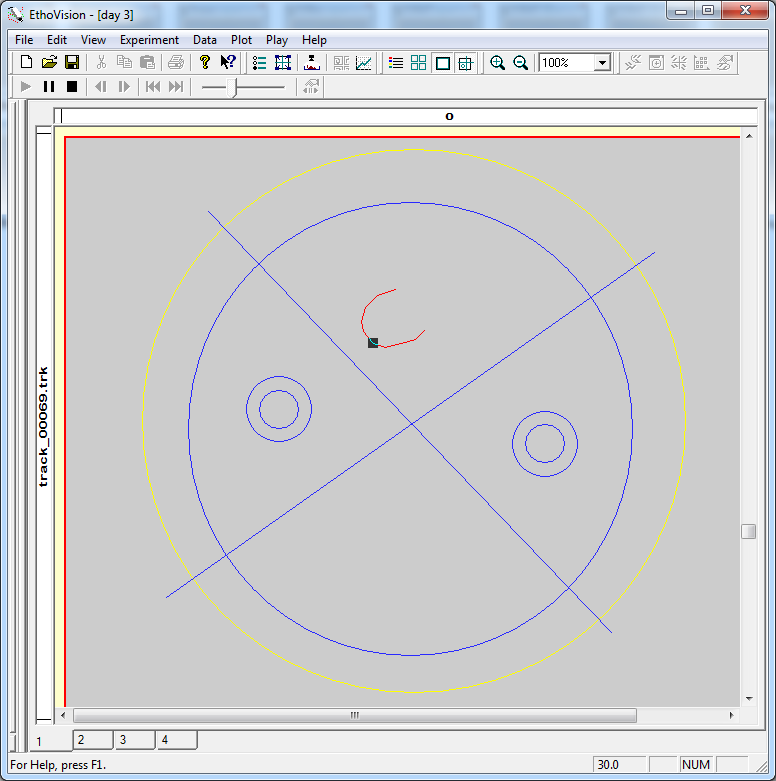 EthoVision - [day 3]
File Edit View Experiment Data Plot Play Help
100%
o
track_00069.trk
1 2 3 4
For Help, press F1.
30.0 NUM